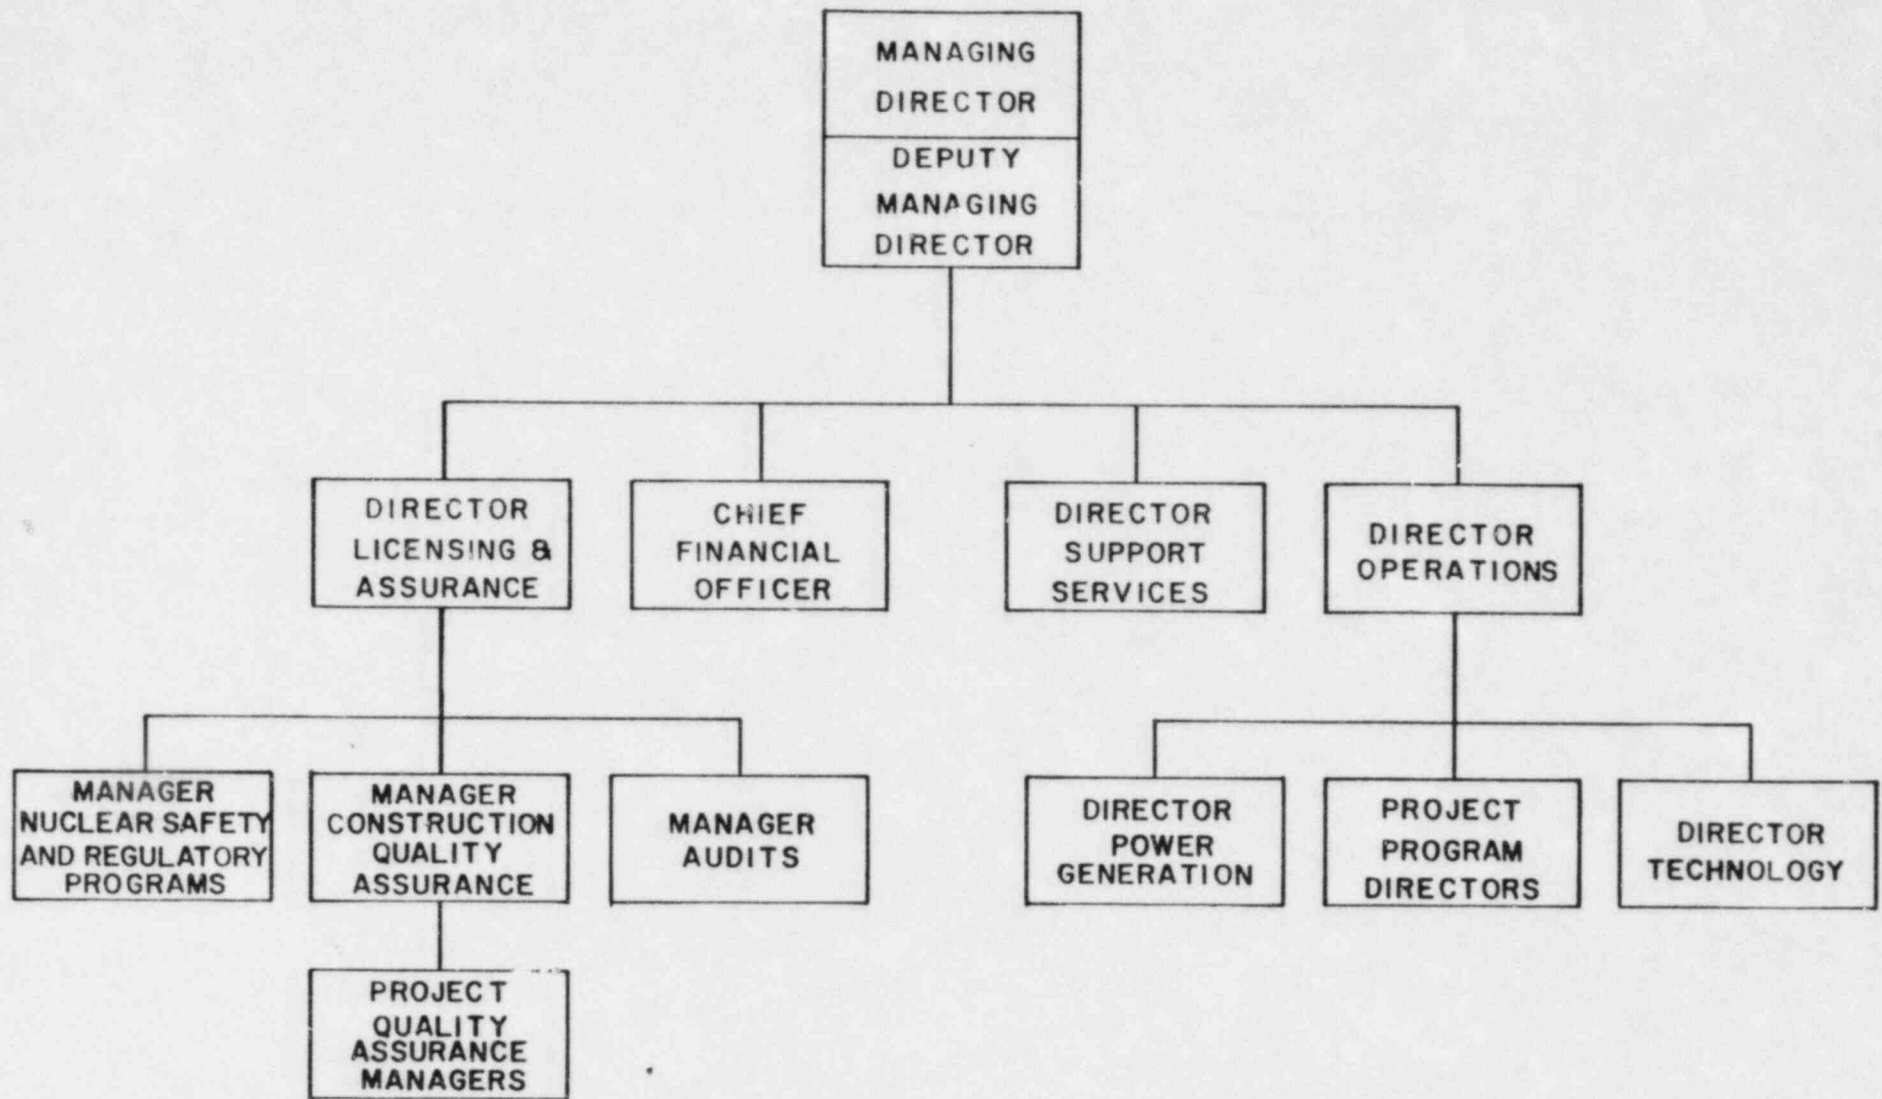 MANAGING
DIRECTOR
DEPUTY
MANAGING
DIRECTOR
DIRECTOR
LICENSING &
ASSURANCE
CHIEF
FINANCIAL
OFFICER
DIRECTOR
SUPPORT
SERVICES
DIRECTOR
OPERATIONS
MANAGER
NUCLEAR SAFETY
AND REGULATORY
PROGRAMS
MANAGER
CONSTRUCTION
QUALITY
ASSURANCE
MANAGER
AUDITS
DIRECTOR
POWER
GENERATION
PROJECT
PROGRAM
DIRECTORS
DIRECTOR
TECHNOLOGY
PROJECT
QUALITY
ASSURANCE
MANAGERS